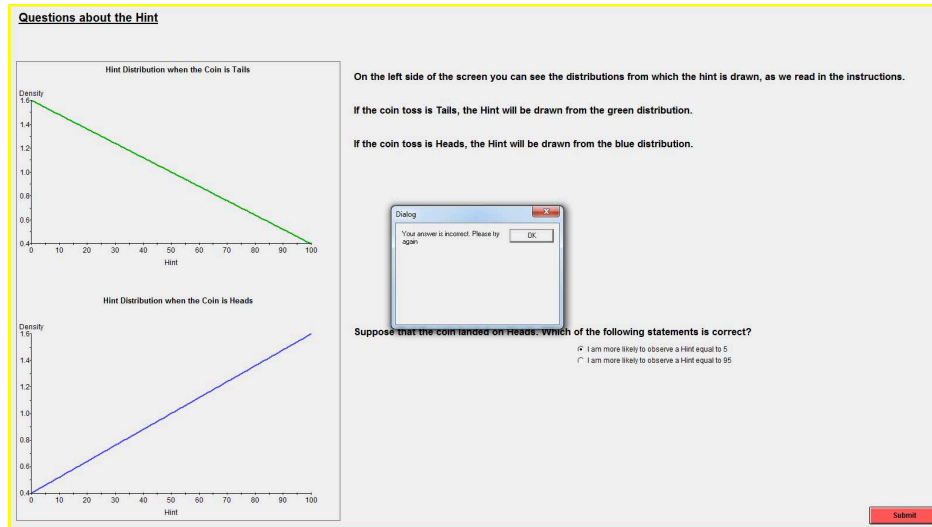 Questions about the Hint
Hint Distribution when the Coin is Tails
Density
1.6
1.4
1.2
1.0
0.8
0.6
0.4
0 10 20 30 40 50 60 70 80 90 100
Hint
Hint Distribution when the Coin is Heads
Density
1.6
1.4
1.2
1.0
0.8
0.6
0.4
0 10 20 30 40 50 60 70 80 90 100
Hint
On the left side of the screen you can see the distributions from which the hint is drawn, as we read in the instructions.
If the coin toss is Tails, the Hint will be drawn from the green distribution.
If the coin toss is Heads, the Hint will be drawn from the blue distribution.
Dialog
Your answer is incorrect. Please try
again
OK
Suppose that the coin landed on Heads. Which of the following statements is correct?
I am more likely to observe a Hint equal to 5
I am more likely to observe a Hint equal to 95
Submit